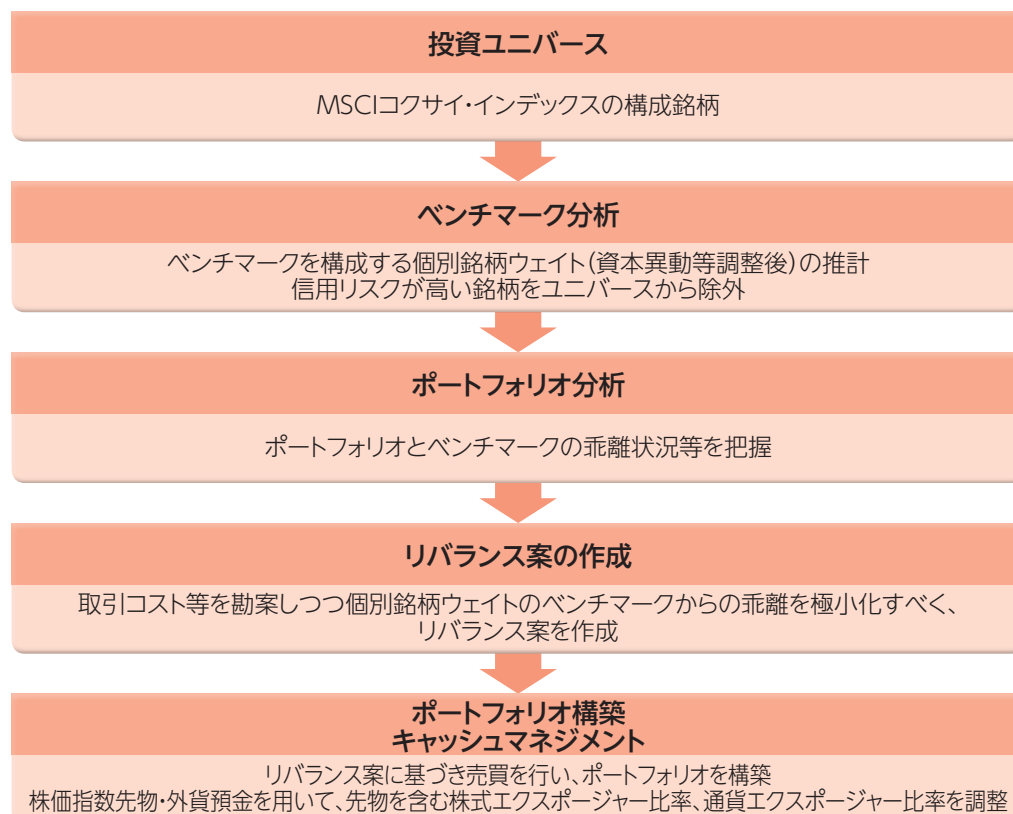 投資ユニバース
MSCIコクサイ・インデックスの構成銘柄
ベンチマーク分析
ベンチマークを構成する個別銘柄ウェイト(資本異動等調整後)の推計
信用リスクが高い銘柄をユニバースから除外
ポートフォリオ分析
ポートフォリオとベンチマークの乖離状況等を把握
リバランス案の作成
取引コスト等を勘案しつつ個別銘柄ウェイトのベンチマークからの乖離を極小化すべく、
リバランス案を作成
ポートフォリオ構築
キャッシュマネジメント
リバランス案に基づき売買を行い、ポートフォリオを構築
株価指数先物・外貨預金を用いて、先物を含む株式エクスポージャー比率、通貨エクスポージャー比率を調整